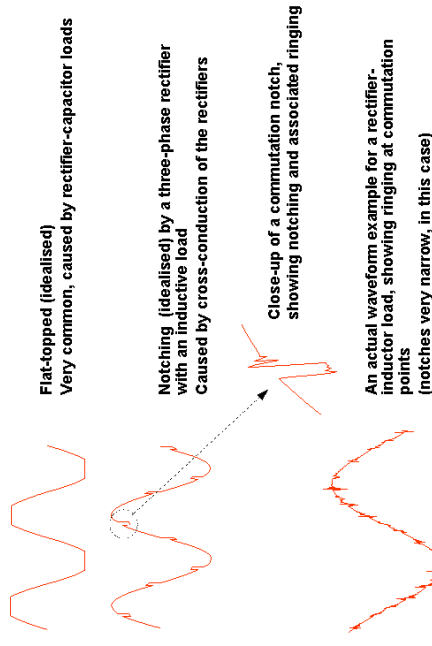 Flat-topped (idealised)
Very common, caused by rectifier-capacitor loads
Notching (idealised) by a three-phase rectifier
with an inductive load
Caused by cross-conduction of the rectifiers
Close-up of a commutation notch,
showing notching and associated ringing
An actual waveform example for a rectifier-
inductor load, showing ringing at commutation
points
(notches very narrow, in this case)